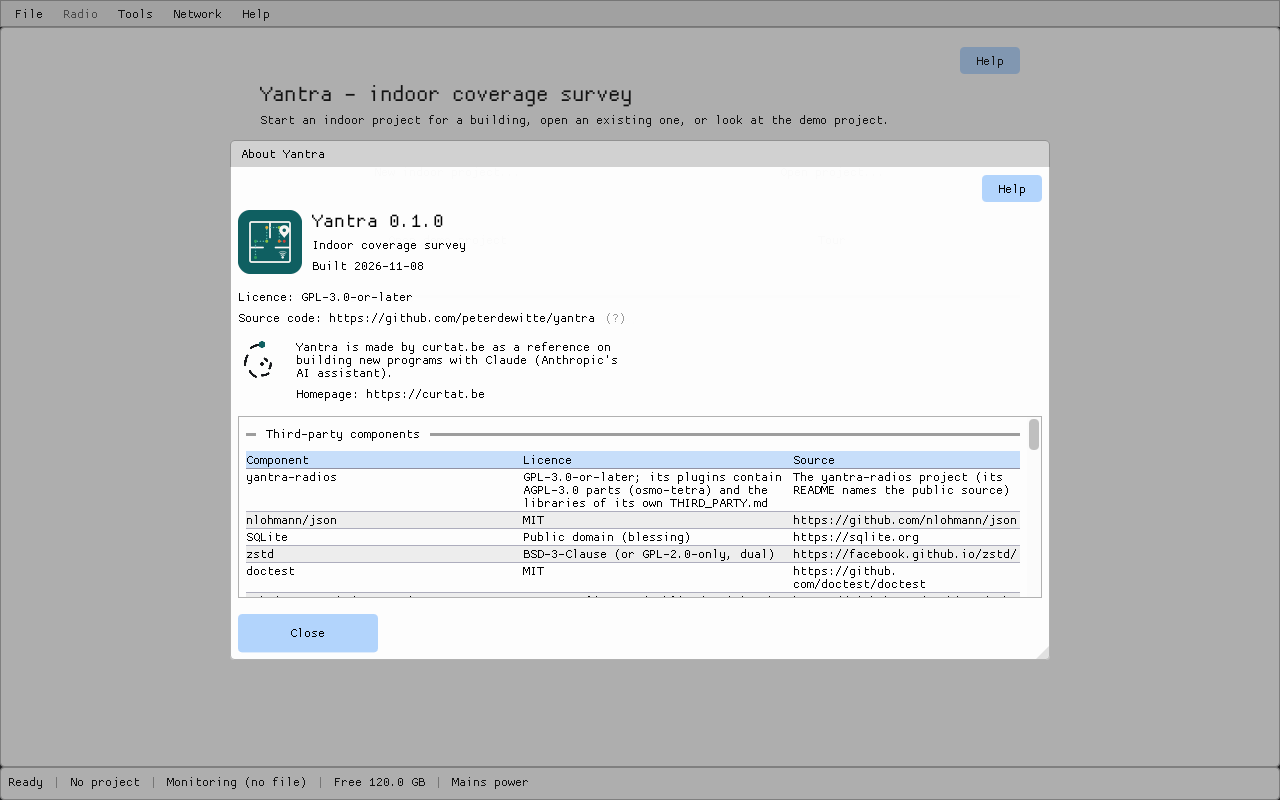 File Radio Tools Network Help
Help
Yantra - indoor coverage survey
Start an indoor project for a building, open an existing one, or look at the demo project.
About Yantra
Help
Yantra 0.1.0
Indoor coverage survey
Built 2026-11-08
Licence: GPL-3.0-or-later
Source code: https://github.com/peterdewitte/yantra (?)
Yantra is made by curtat.be as a reference on
building new programs with Claude (Anthropic's
AI assistant).
Homepage: https://curtat.be
Third-party components
Component Licence Source
yantra-radios GPL-3.0-or-later; its plugins contain The yantra-radios project (its
AGPL-3.0 parts (osmo-tetra) and the README names the public source)
libraries of its own THIRD_PARTY.md
nlohmann/json MIT https://github.com/nlohmann/json
SQLite Public domain (blessing) https://sqlite.org
zstd BSD-3-Clause (or GPL-2.0-only, dual) https://facebook.github.io/zstd/
doctest MIT https://github.
com/doctest/doctest
Close
Ready | No project | Monitoring (no file) | Free 120.0 GB | Mains power